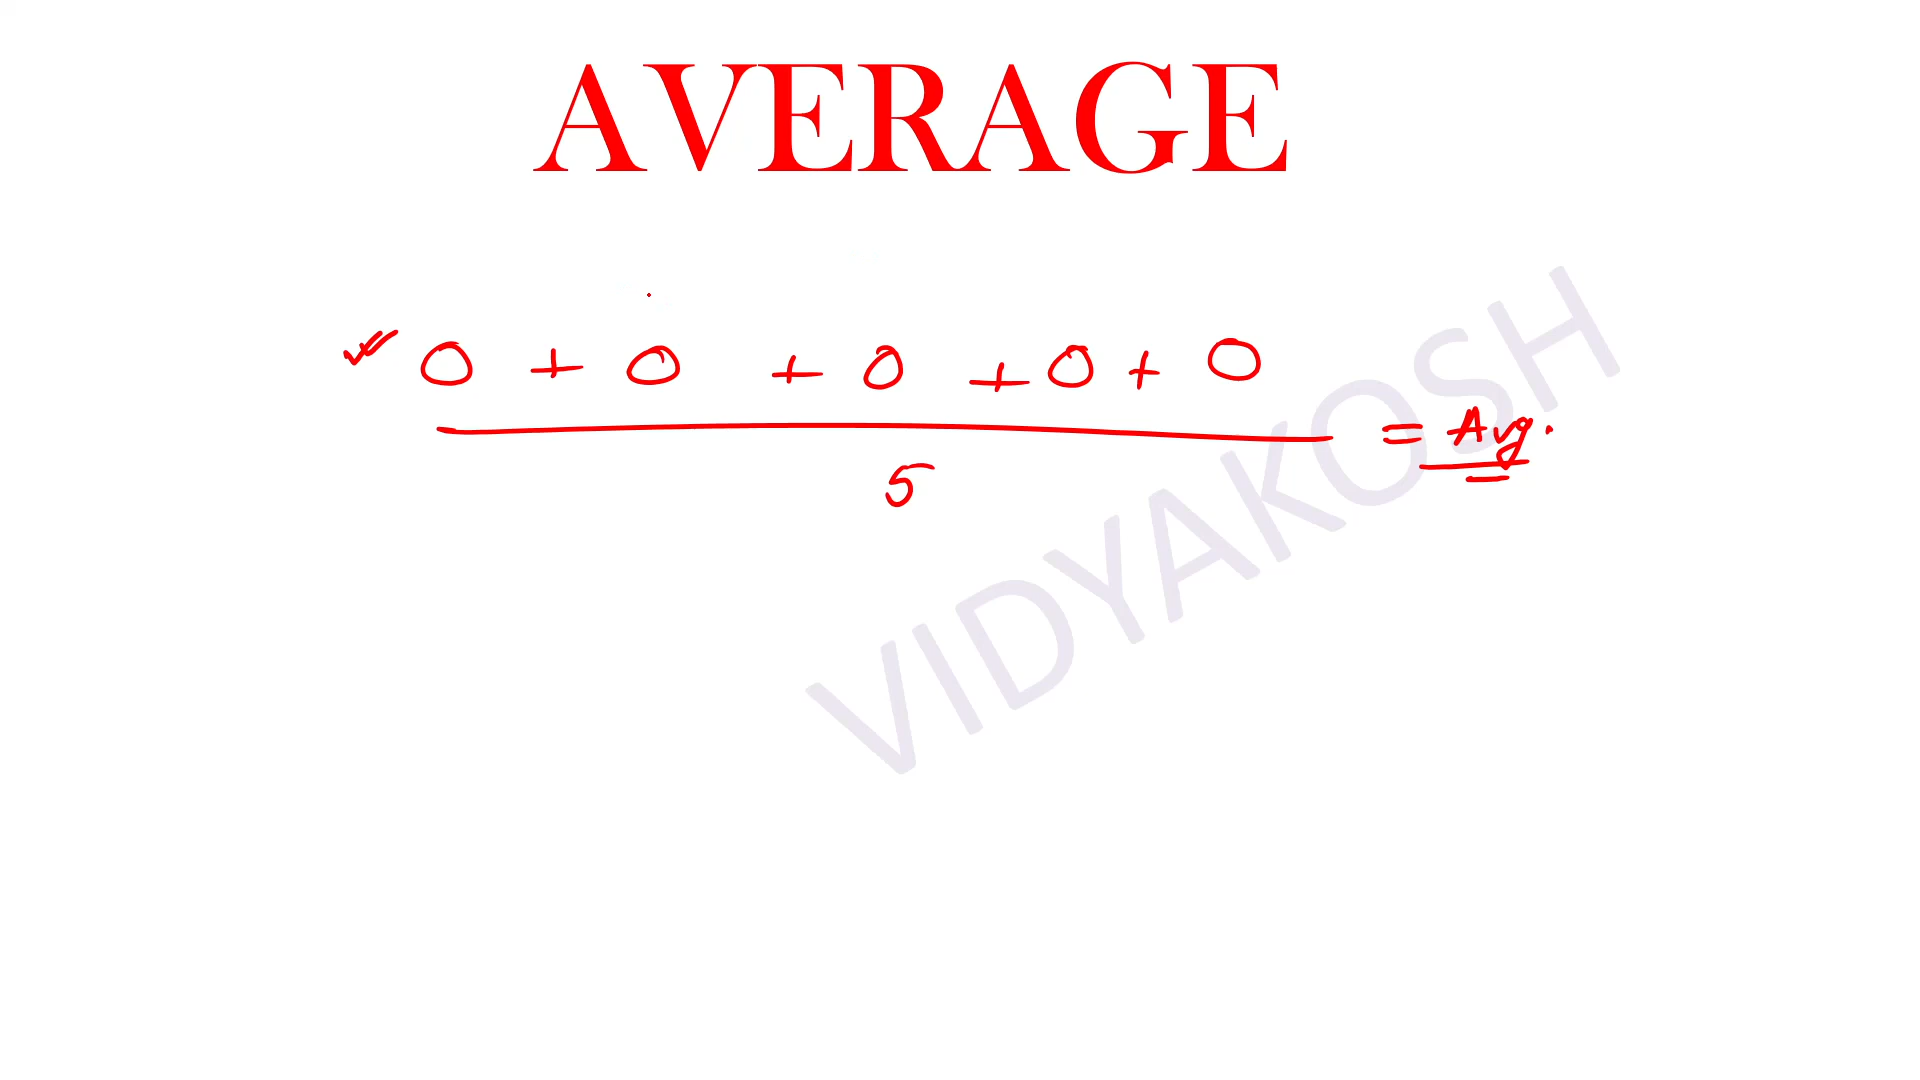 AVERAGE
0 + 0 + 0 + 0 + 0
= Avg.
5
VIDYAKOSH